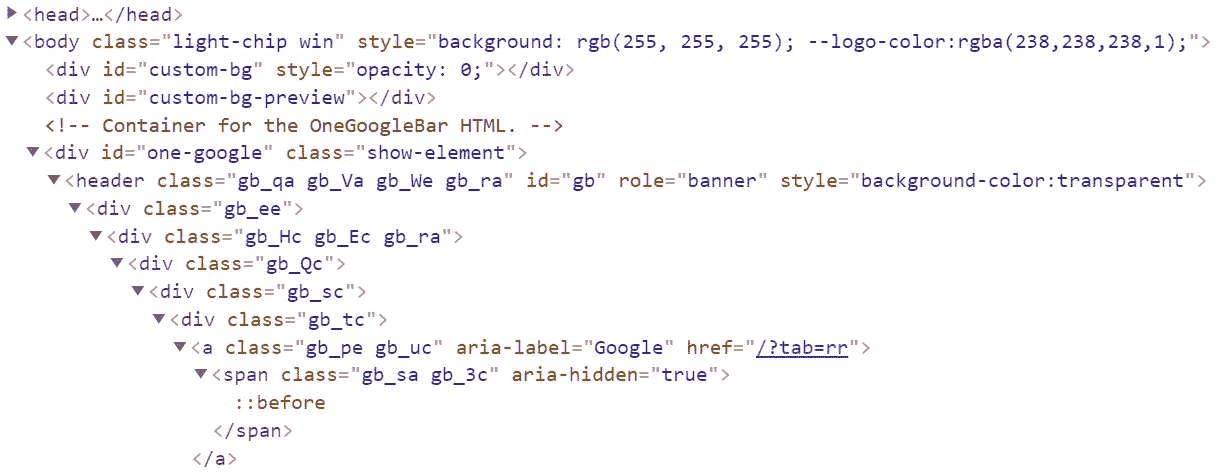 <head>…</head>
<body class="light-chip win" style="background: rgb(255, 255, 255); --logo-color:rgba(238,238,238,1);">
<div id="custom-bg" style="opacity: 0;"></div>
<div id="custom-bg-preview"></div>
<!-- Container for the OneGoogleBar HTML. -->
<div id="one-google" class="show-element">
<header class="gb_qa gb_Va gb_We gb_ra" id="gb" role="banner" style="background-color:transparent">
<div class="gb_ee">
<div class="gb_Hc gb_Ec gb_ra">
<div class="gb_Qc">
<div class="gb_sc">
<div class="gb_tc">
<a class="gb_pe gb_uc" aria-label="Google" href="/?tab=rr">
<span class="gb_sa gb_3c" aria-hidden="true">
::before
</span>
</a>